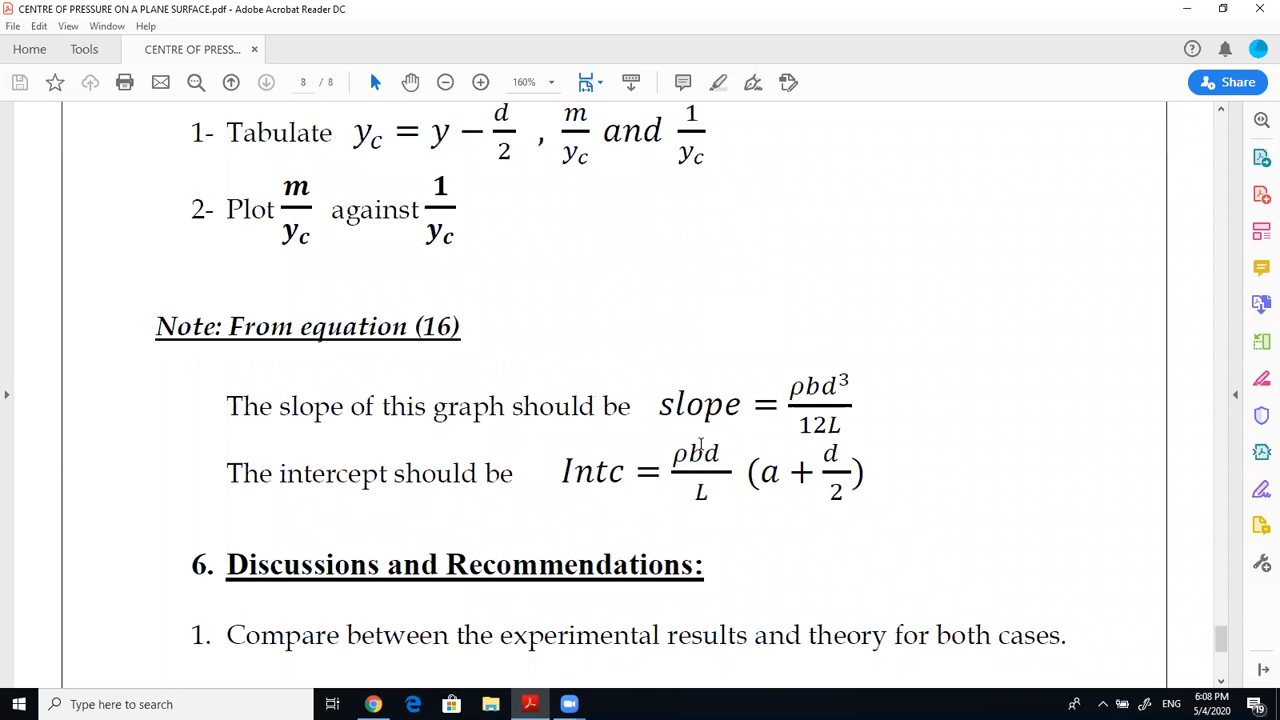 CENTRE OF PRESSURE ON A PLANE SURFACE.pdf - Adobe Acrobat Reader DC
File Edit View Window Help
Home Tools CENTRE OF PRESS... ×
8 / 8 160% Share
1- Tabulate y_c = y − d/2 , m/y_c and 1/y_c
2- Plot m/y_c against 1/y_c
Note: From equation (16)
The slope of this graph should be slope = ρbd³/12L
The intercept should be Intc = ρbd/L (a + d/2)
6. Discussions and Recommendations:
1. Compare between the experimental results and theory for both cases.
Type here to search
ENG
6:08 PM
5/4/2020
19